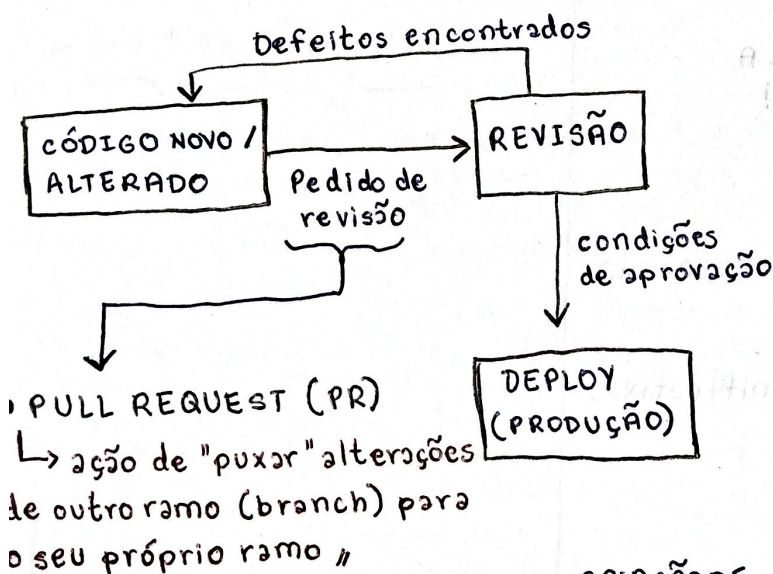 Defeitos encontrados
CÓDIGO NOVO /
ALTERADO
REVISÃO
Pedido de
revisão
condições
de aprovação
PULL REQUEST (PR)
↳ ação de "puxar" alterações
de outro ramo (branch) para
o seu próprio ramo //
DEPLOY
(PRODUÇÃO)